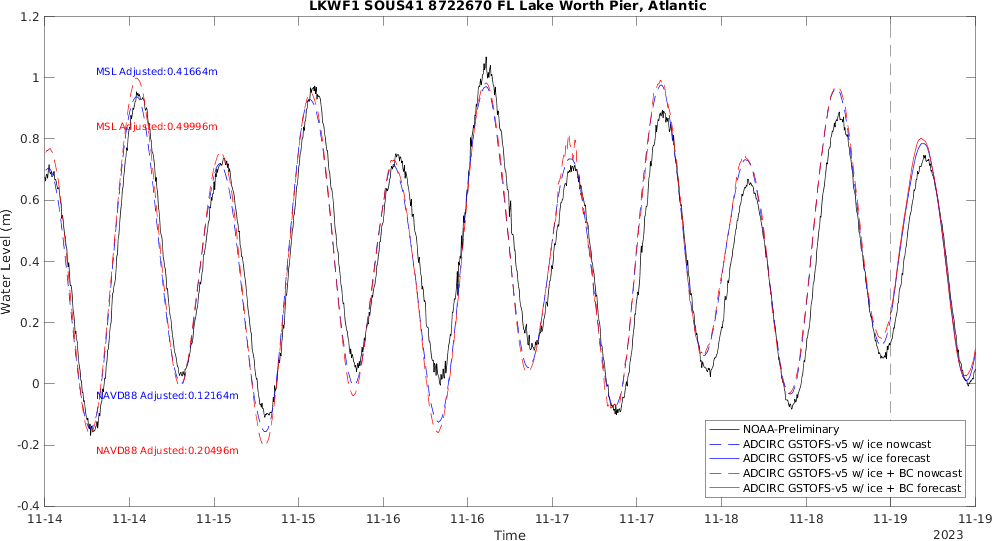 LKWF1 SOUS41 8722670 FL Lake Worth Pier, Atlantic
1.2
1
0.8
0.6
0.4
0.2
0
-0.2
-0.4
Water Level (m)
MSL Adjusted:0.41664m
MSL Adjusted:0.49996m
NAVD88 Adjusted:0.12164m
NAVD88 Adjusted:0.20496m
NOAA-Preliminary
ADCIRC GSTOFS-v5 w/ ice nowcast
ADCIRC GSTOFS-v5 w/ ice forecast
ADCIRC GSTOFS-v5 w/ ice + BC nowcast
ADCIRC GSTOFS-v5 w/ ice + BC forecast
11-14 11-14 11-15 11-15 11-16 11-16 11-17 11-17 11-18 11-18 11-19 11-19
Time
2023